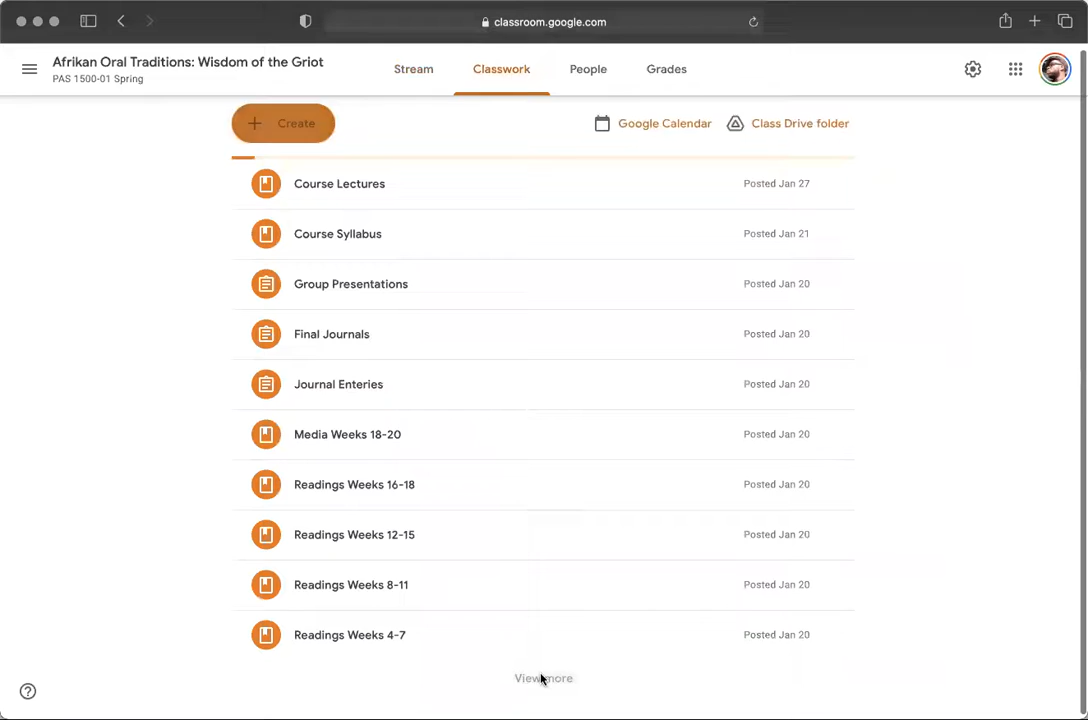 classroom.google.com
Afrikan Oral Traditions: Wisdom of the Griot
PAS 1500-01 Spring
Stream
Classwork
People
Grades
Create
Google Calendar
Class Drive folder
Course Lectures
Posted Jan 27
Course Syllabus
Posted Jan 21
Group Presentations
Posted Jan 20
Final Journals
Posted Jan 20
Journal Enteries
Posted Jan 20
Media Weeks 18-20
Posted Jan 20
Readings Weeks 16-18
Posted Jan 20
Readings Weeks 12-15
Posted Jan 20
Readings Weeks 8-11
Posted Jan 20
Readings Weeks 4-7
Posted Jan 20
View more